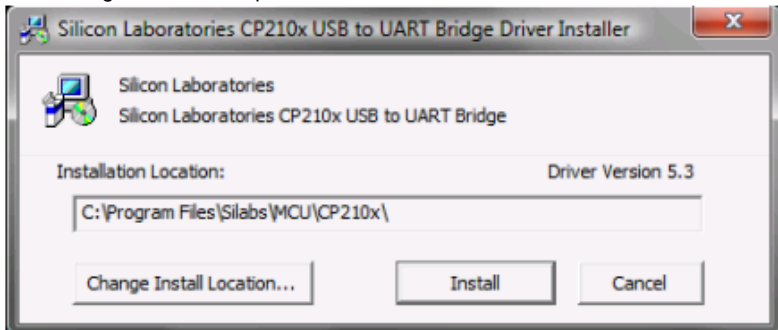 Silicon Laboratories CP210x USB to UART Bridge Driver Installer
Silicon Laboratories
Silicon Laboratories CP210x USB to UART Bridge
Installation Location:
Driver Version 5.3
C:\Program Files\Silabs\MCU\CP210x\
Change Install Location...
Install
Cancel